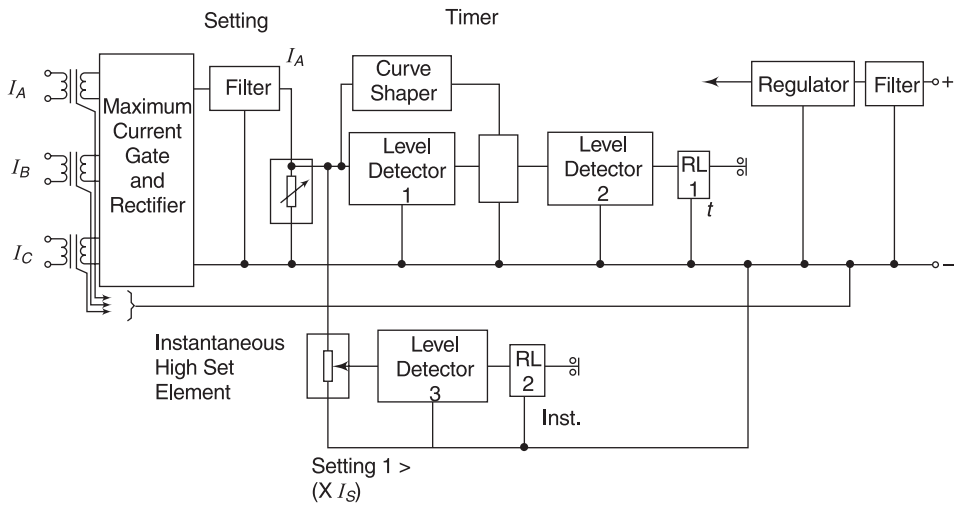 Setting
Timer
I_A
I_B
I_C
Maximum
Current
Gate
and
Rectifier
Filter
I_A
Curve
Shaper
Level
Detector
1
Level
Detector
2
RL
1
t
Regulator
Filter
+
–
Instantaneous
High Set
Element
Level
Detector
3
RL
2
Inst.
Setting 1 >
(X I_S)